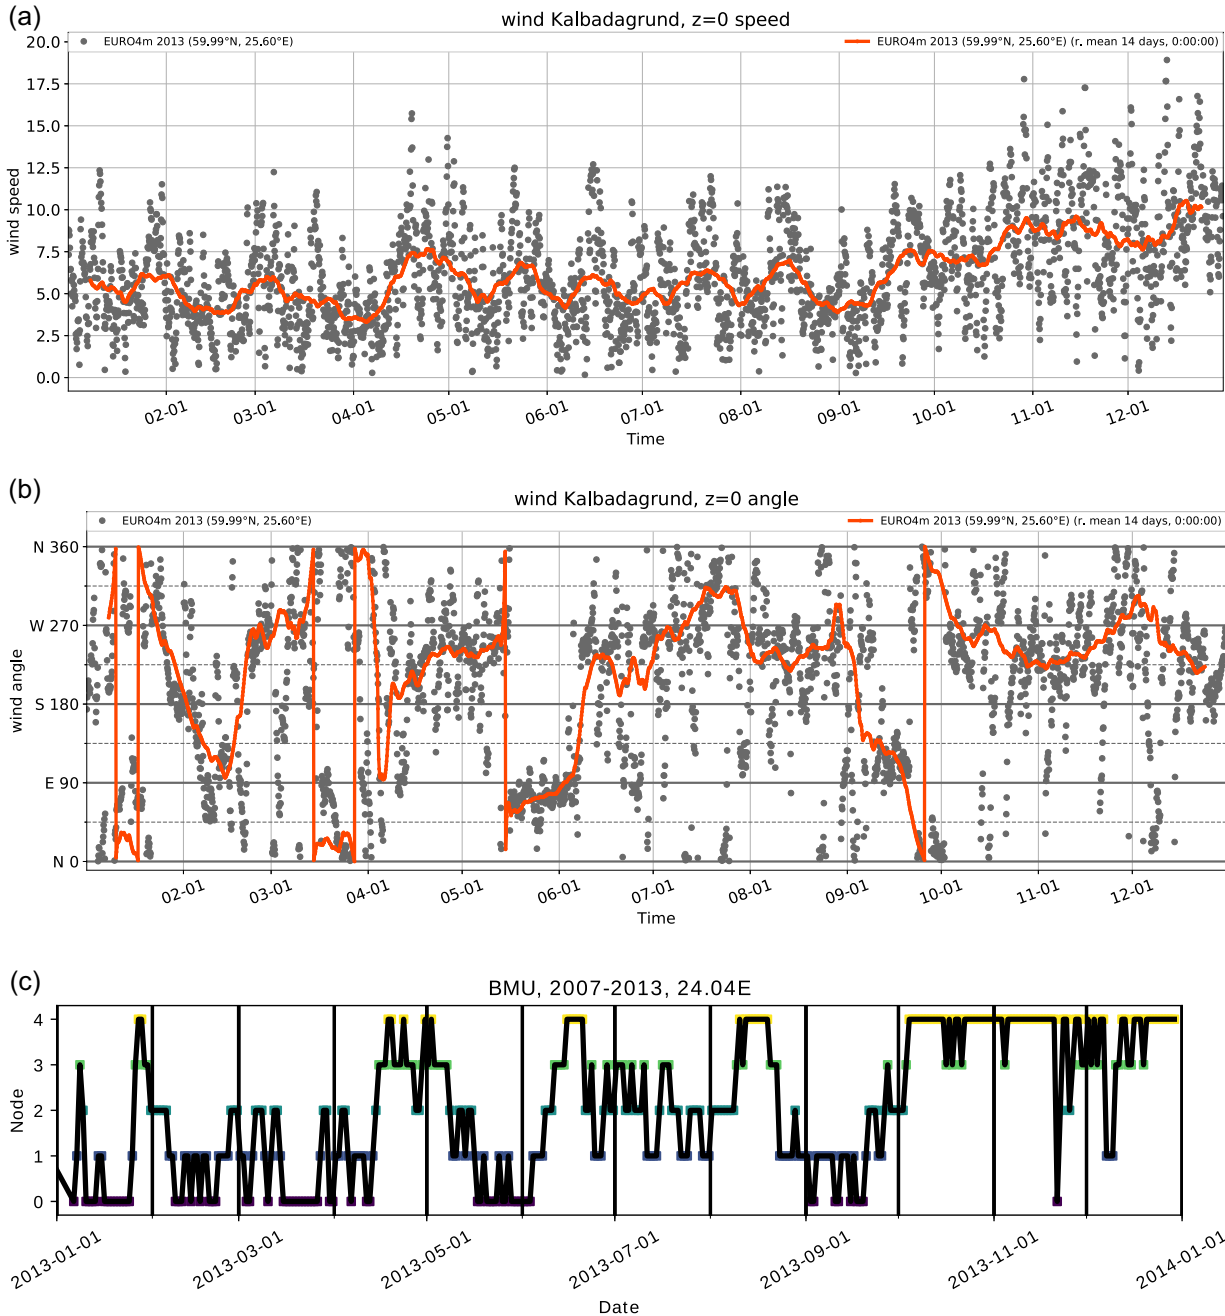 (a)
wind Kalbadagrund, z=0 speed
EURO4m 2013 (59.99°N, 25.60°E)
EURO4m 2013 (59.99°N, 25.60°E) (r. mean 14 days, 0:00:00)
wind speed
20.0
17.5
15.0
12.5
10.0
7.5
5.0
2.5
0.0
02-01 03-01 04-01 05-01 06-01 07-01 08-01 09-01 10-01 11-01 12-01
Time
(b)
wind Kalbadagrund, z=0 angle
EURO4m 2013 (59.99°N, 25.60°E)
EURO4m 2013 (59.99°N, 25.60°E) (r. mean 14 days, 0:00:00)
wind angle
N 360
W 270
S 180
E 90
N 0
02-01 03-01 04-01 05-01 06-01 07-01 08-01 09-01 10-01 11-01 12-01
Time
(c)
BMU, 2007-2013, 24.04E
Node
4
3
2
1
0
2013-01-01 2013-03-01 2013-05-01 2013-07-01 2013-09-01 2013-11-01 2014-01-01
Date